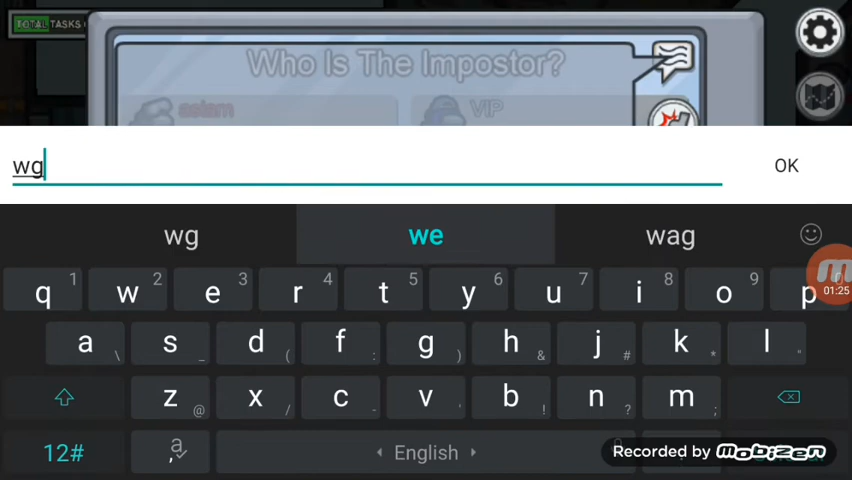 TOTAL TASKS
Who Is The Impostor?
aslam
VIP
wg
OK
wg
we
wag
1 2 3 4 5 6 7 8 9
q w e r t y u i o p
01:25
a s d f g h j k l
\ _ ( : ) & # * "
z x c v b n m
@ / - ' ! ? ;
12#
a
,
English
Recorded by mobizen